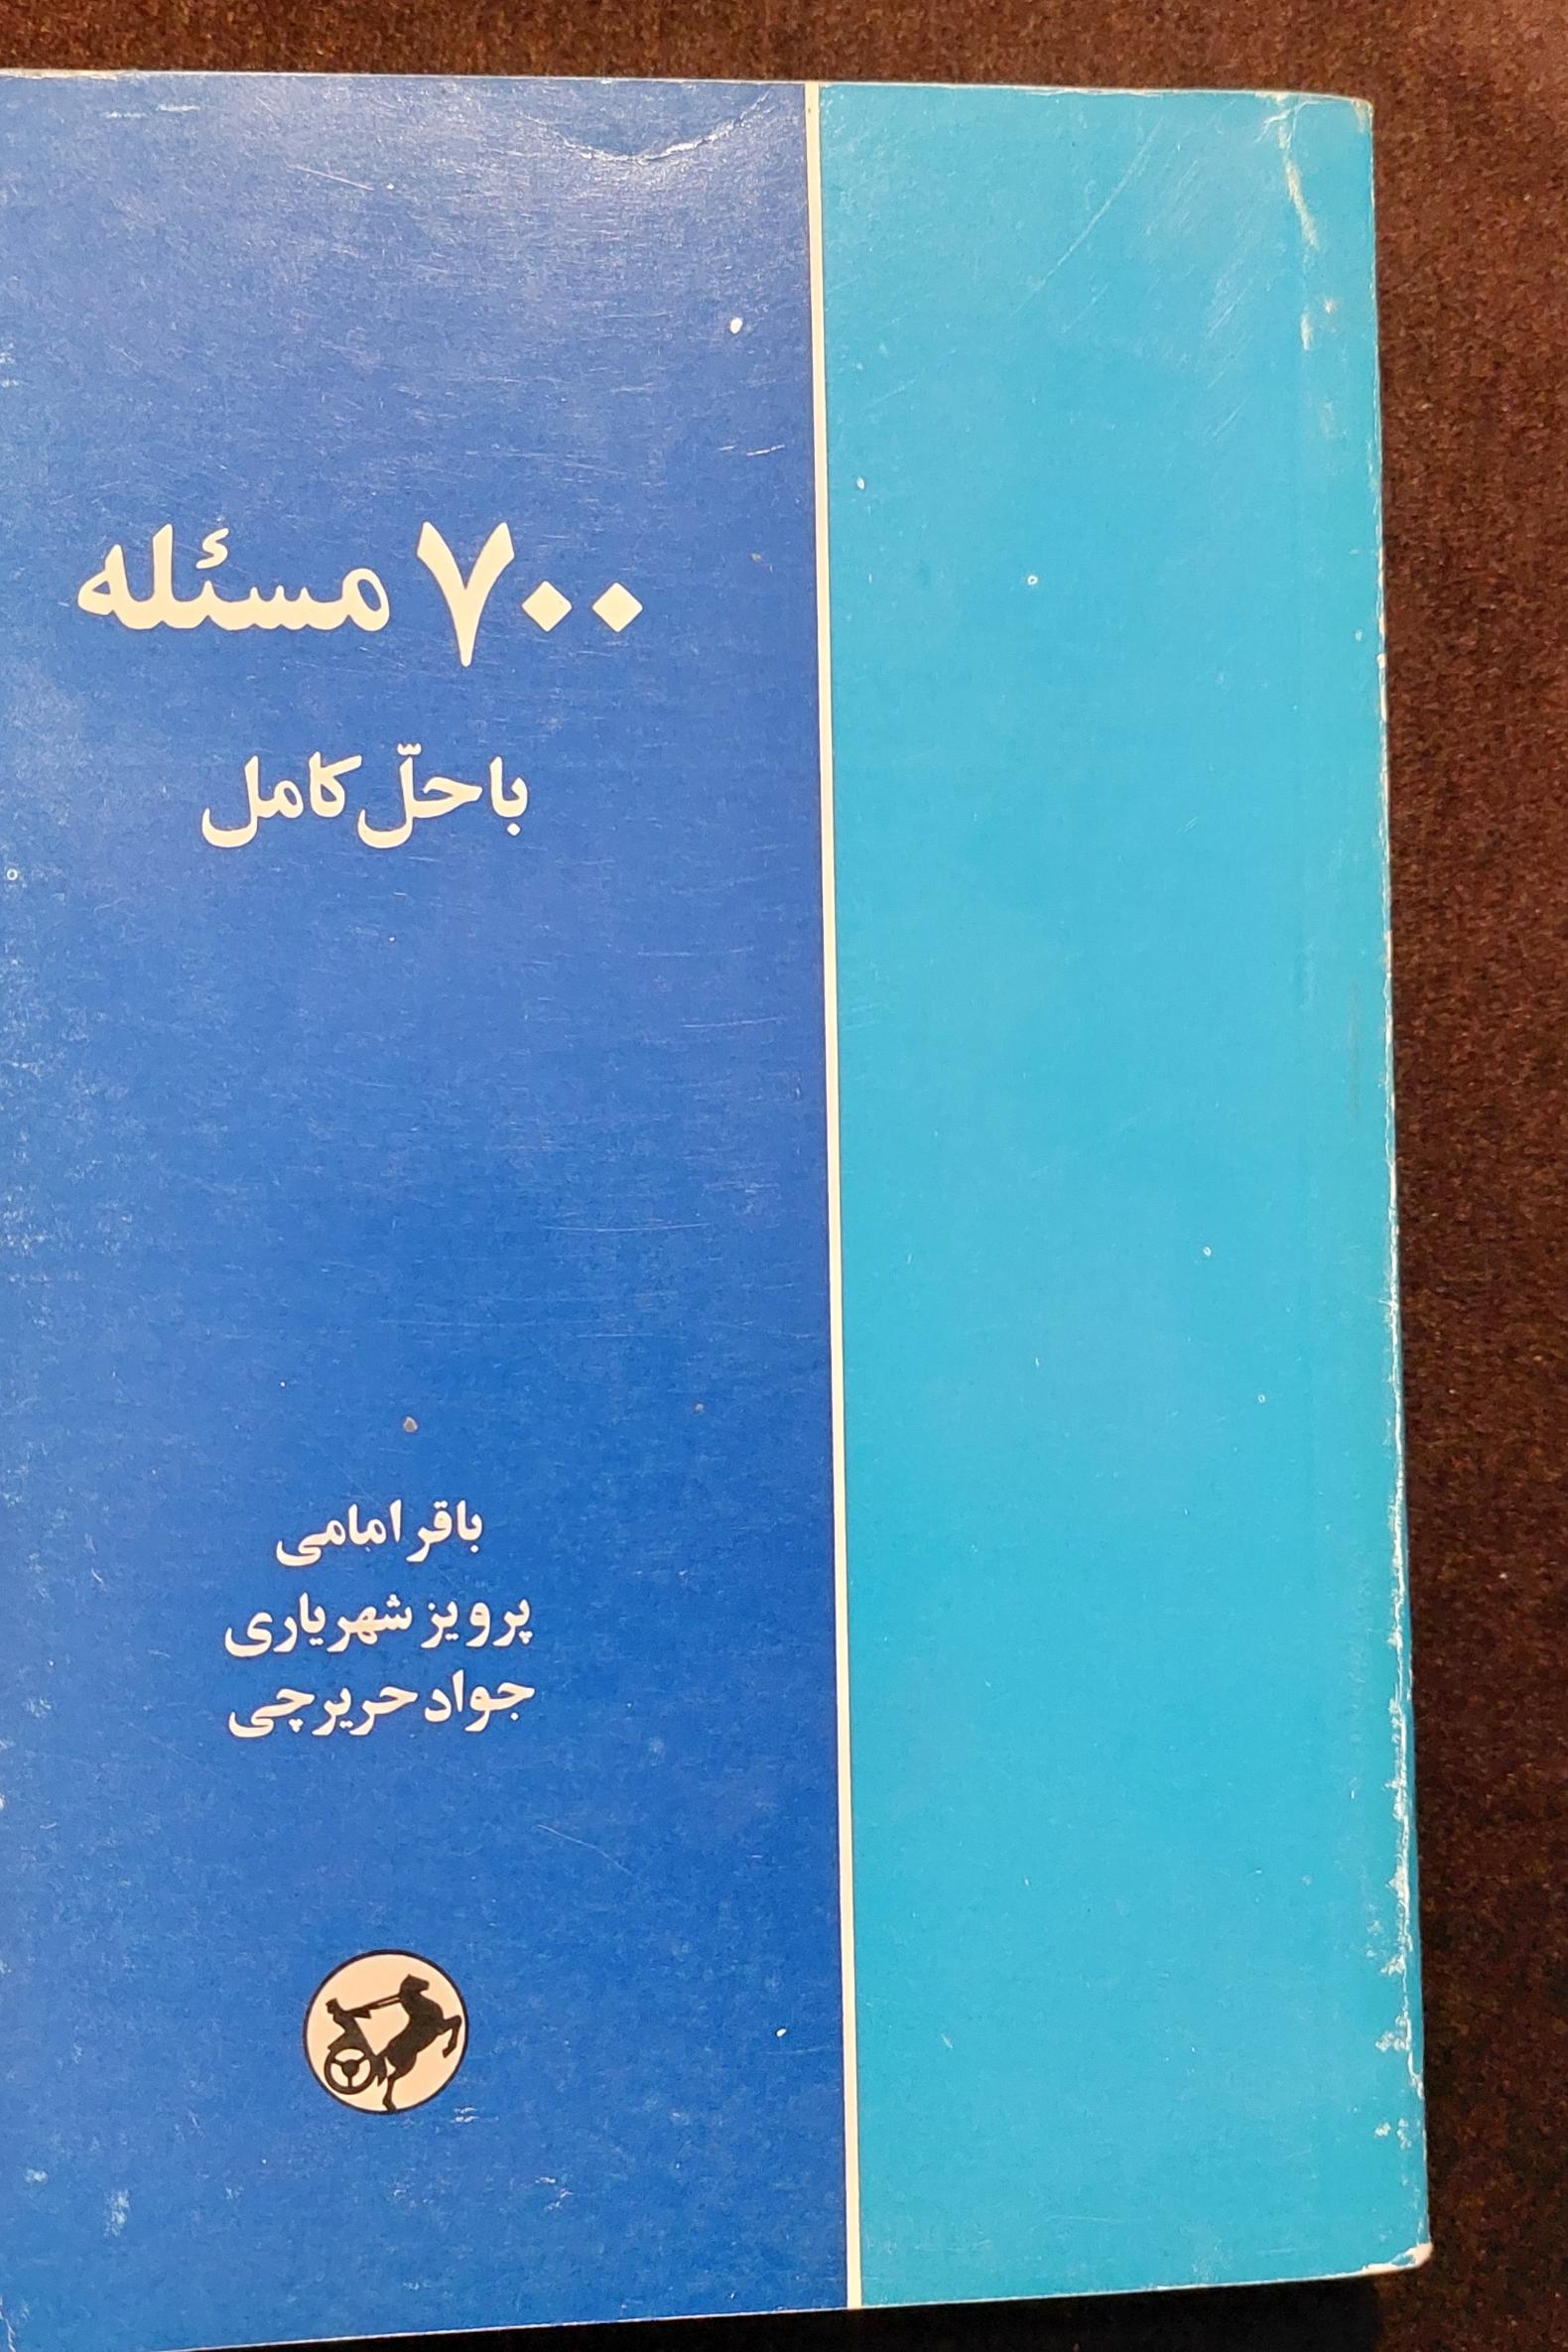 ۷۰۰ مسئله
با حلّ کامل
باقر امامی
پرویز شهریاری
جواد حریرچی